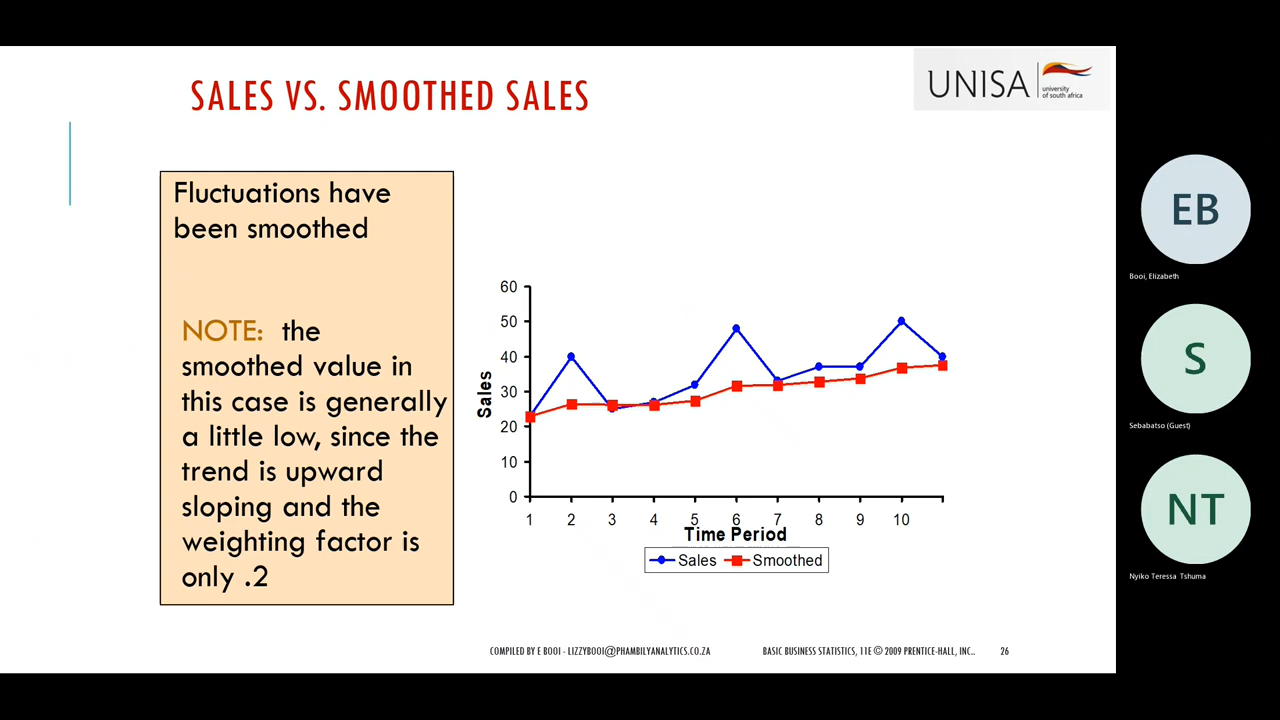 SALES VS. SMOOTHED SALES
UNISA
university
of south africa
Fluctuations have
been smoothed
NOTE: the
smoothed value in
this case is generally
a little low, since the
trend is upward
sloping and the
weighting factor is
only .2
60
50
40
30
20
10
0
Sales
1 2 3 4 5 6 7 8 9 10
Time Period
Sales Smoothed
COMPILED BY E BOOI - LIZZYBOOI@PHAMBILYANALYTICS.CO.ZA
BASIC BUSINESS STATISTICS, 11E © 2009 PRENTICE-HALL, INC..
26
EB
Booi, Elizabeth
S
Sebabatso (Guest)
NT
Nyiko Teressa Tshuma